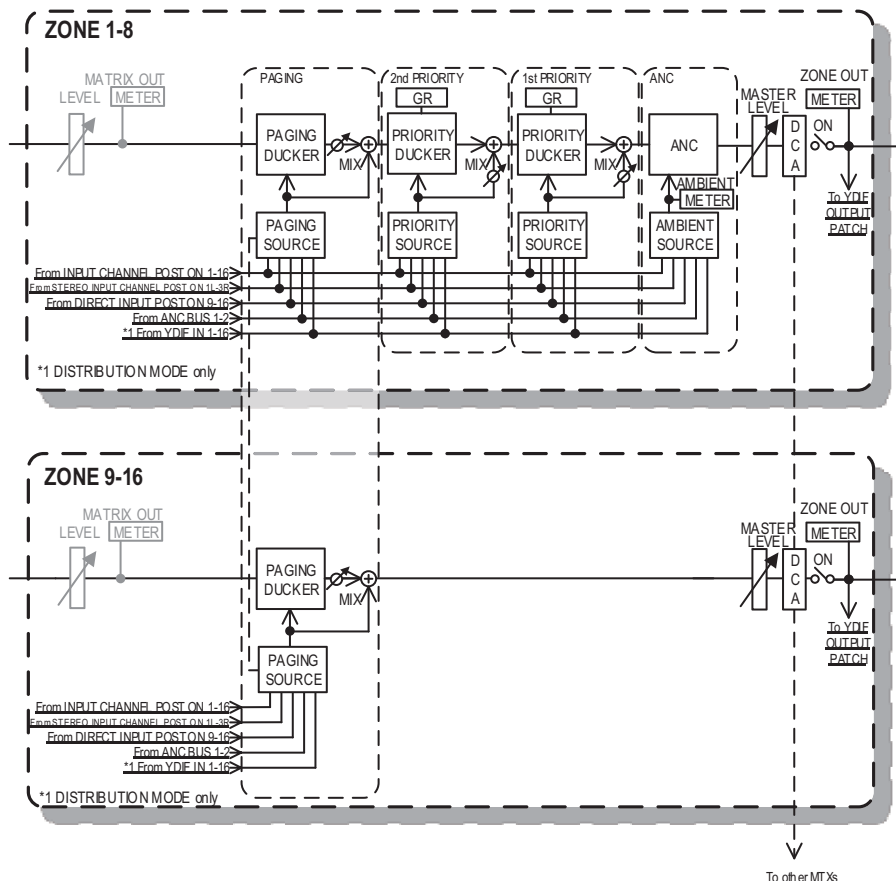 ZONE 1-8
MATRIX OUT
LEVEL METER
PAGING
2nd PRIORITY
GR
1st PRIORITY
GR
ANC
MASTER
LEVEL
ZONE OUT
METER
PAGING
DUCKER
MIX
PRIORITY
DUCKER
MIX
PRIORITY
DUCKER
MIX
ANC
D
C
A
ON
AMBIENT
METER
To YDIF
OUTPUT
PATCH
PAGING
SOURCE
PRIORITY
SOURCE
PRIORITY
SOURCE
AMBIENT
SOURCE
From INPUT CHANNEL POST ON 1-16
From STEREO INPUT CHANNEL POST ON 1L-3R
From DIRECT INPUT POST ON 9-16
From ANC BUS 1-2
*1 From YDIF IN 1-16
*1 DISTRIBUTION MODE only
ZONE 9-16
MATRIX OUT
LEVEL METER
MASTER
LEVEL
ZONE OUT
METER
PAGING
DUCKER
MIX
D
C
A
ON
To YDIF
OUTPUT
PATCH
PAGING
SOURCE
From INPUT CHANNEL POST ON 1-16
From STEREO INPUT CHANNEL POST ON 1L-3R
From DIRECT INPUT POST ON 9-16
From ANC BUS 1-2
*1 From YDIF IN 1-16
*1 DISTRIBUTION MODE only
To other MTXs